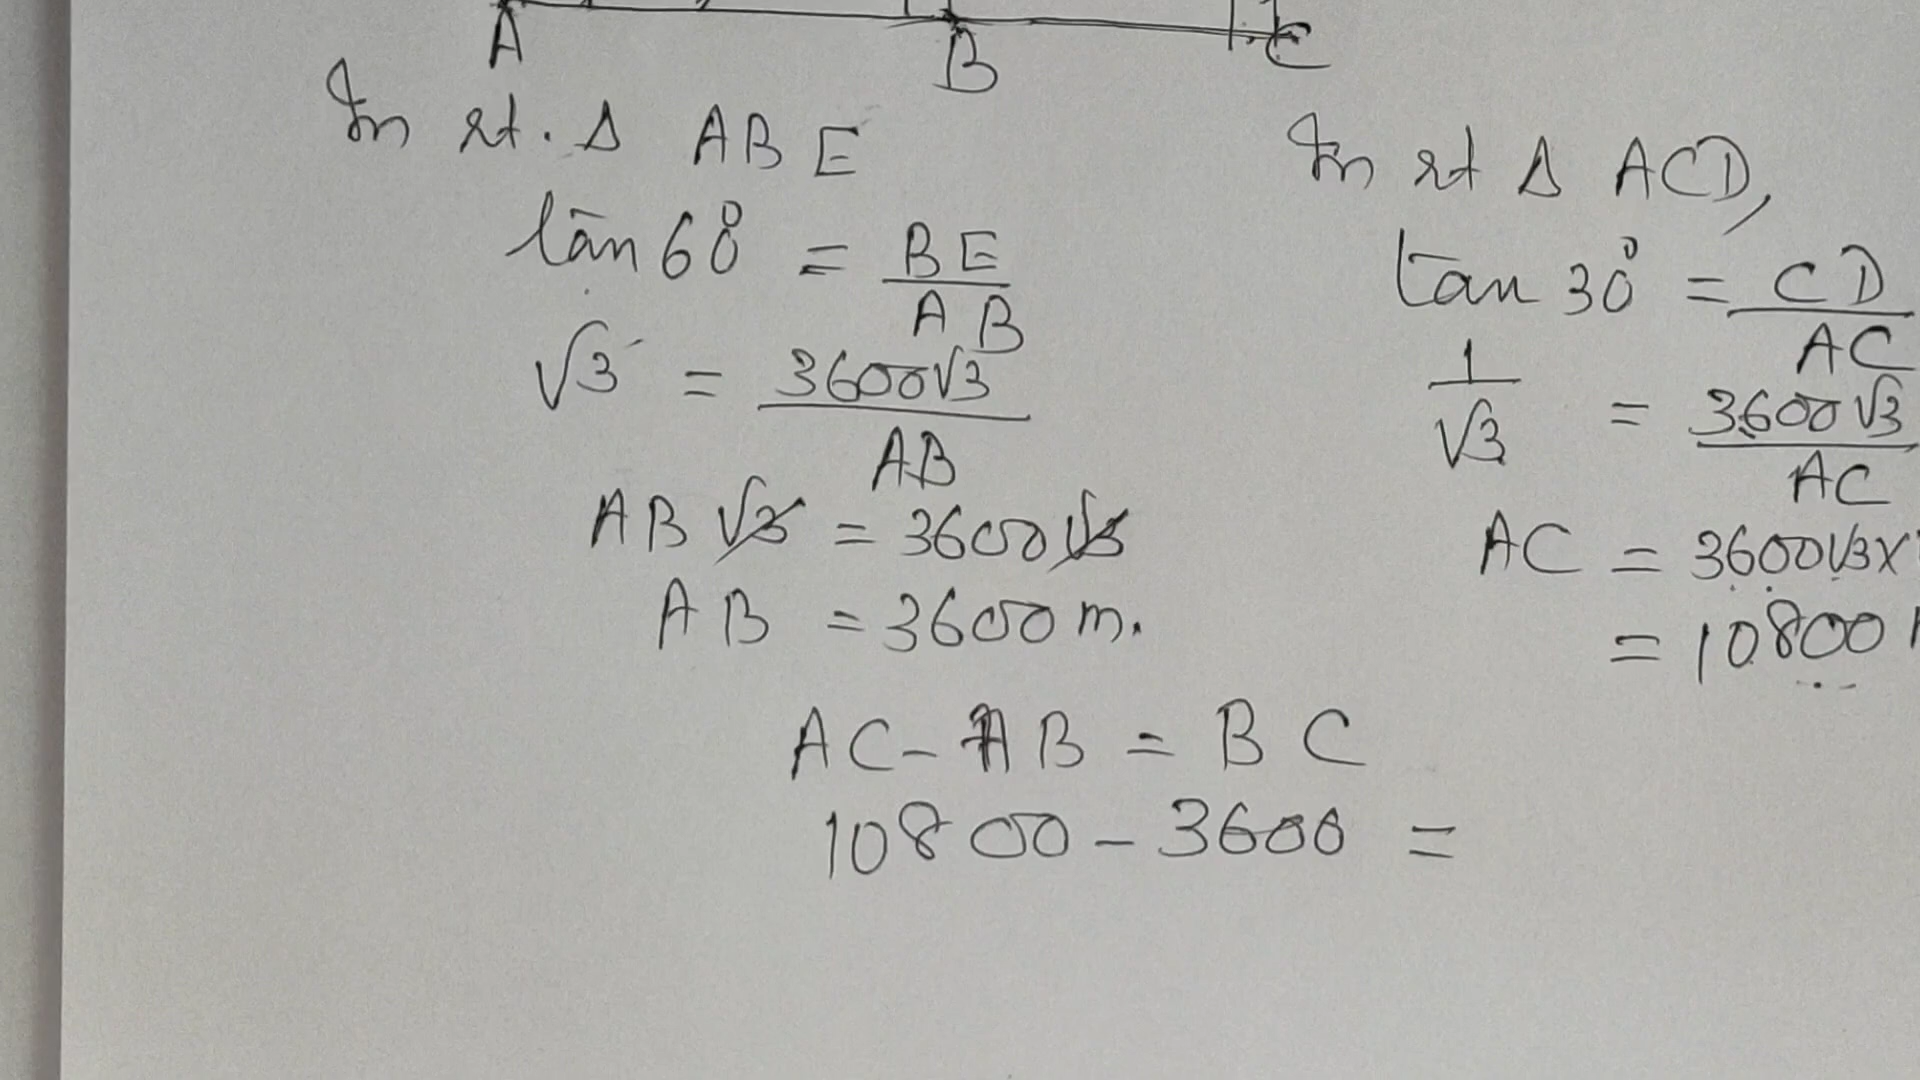 A B C
In rt. Δ ABE
tan 60° = BE / AB
√3 = 3600√3 / AB
AB √3 = 3600√3
AB = 3600 m.
In rt Δ ACD,
tan 30° = CD / AC
1 / √3 = 3600√3 / AC
AC = 3600√3 ×
= 10800
AC - AB = BC
10800 - 3600 =